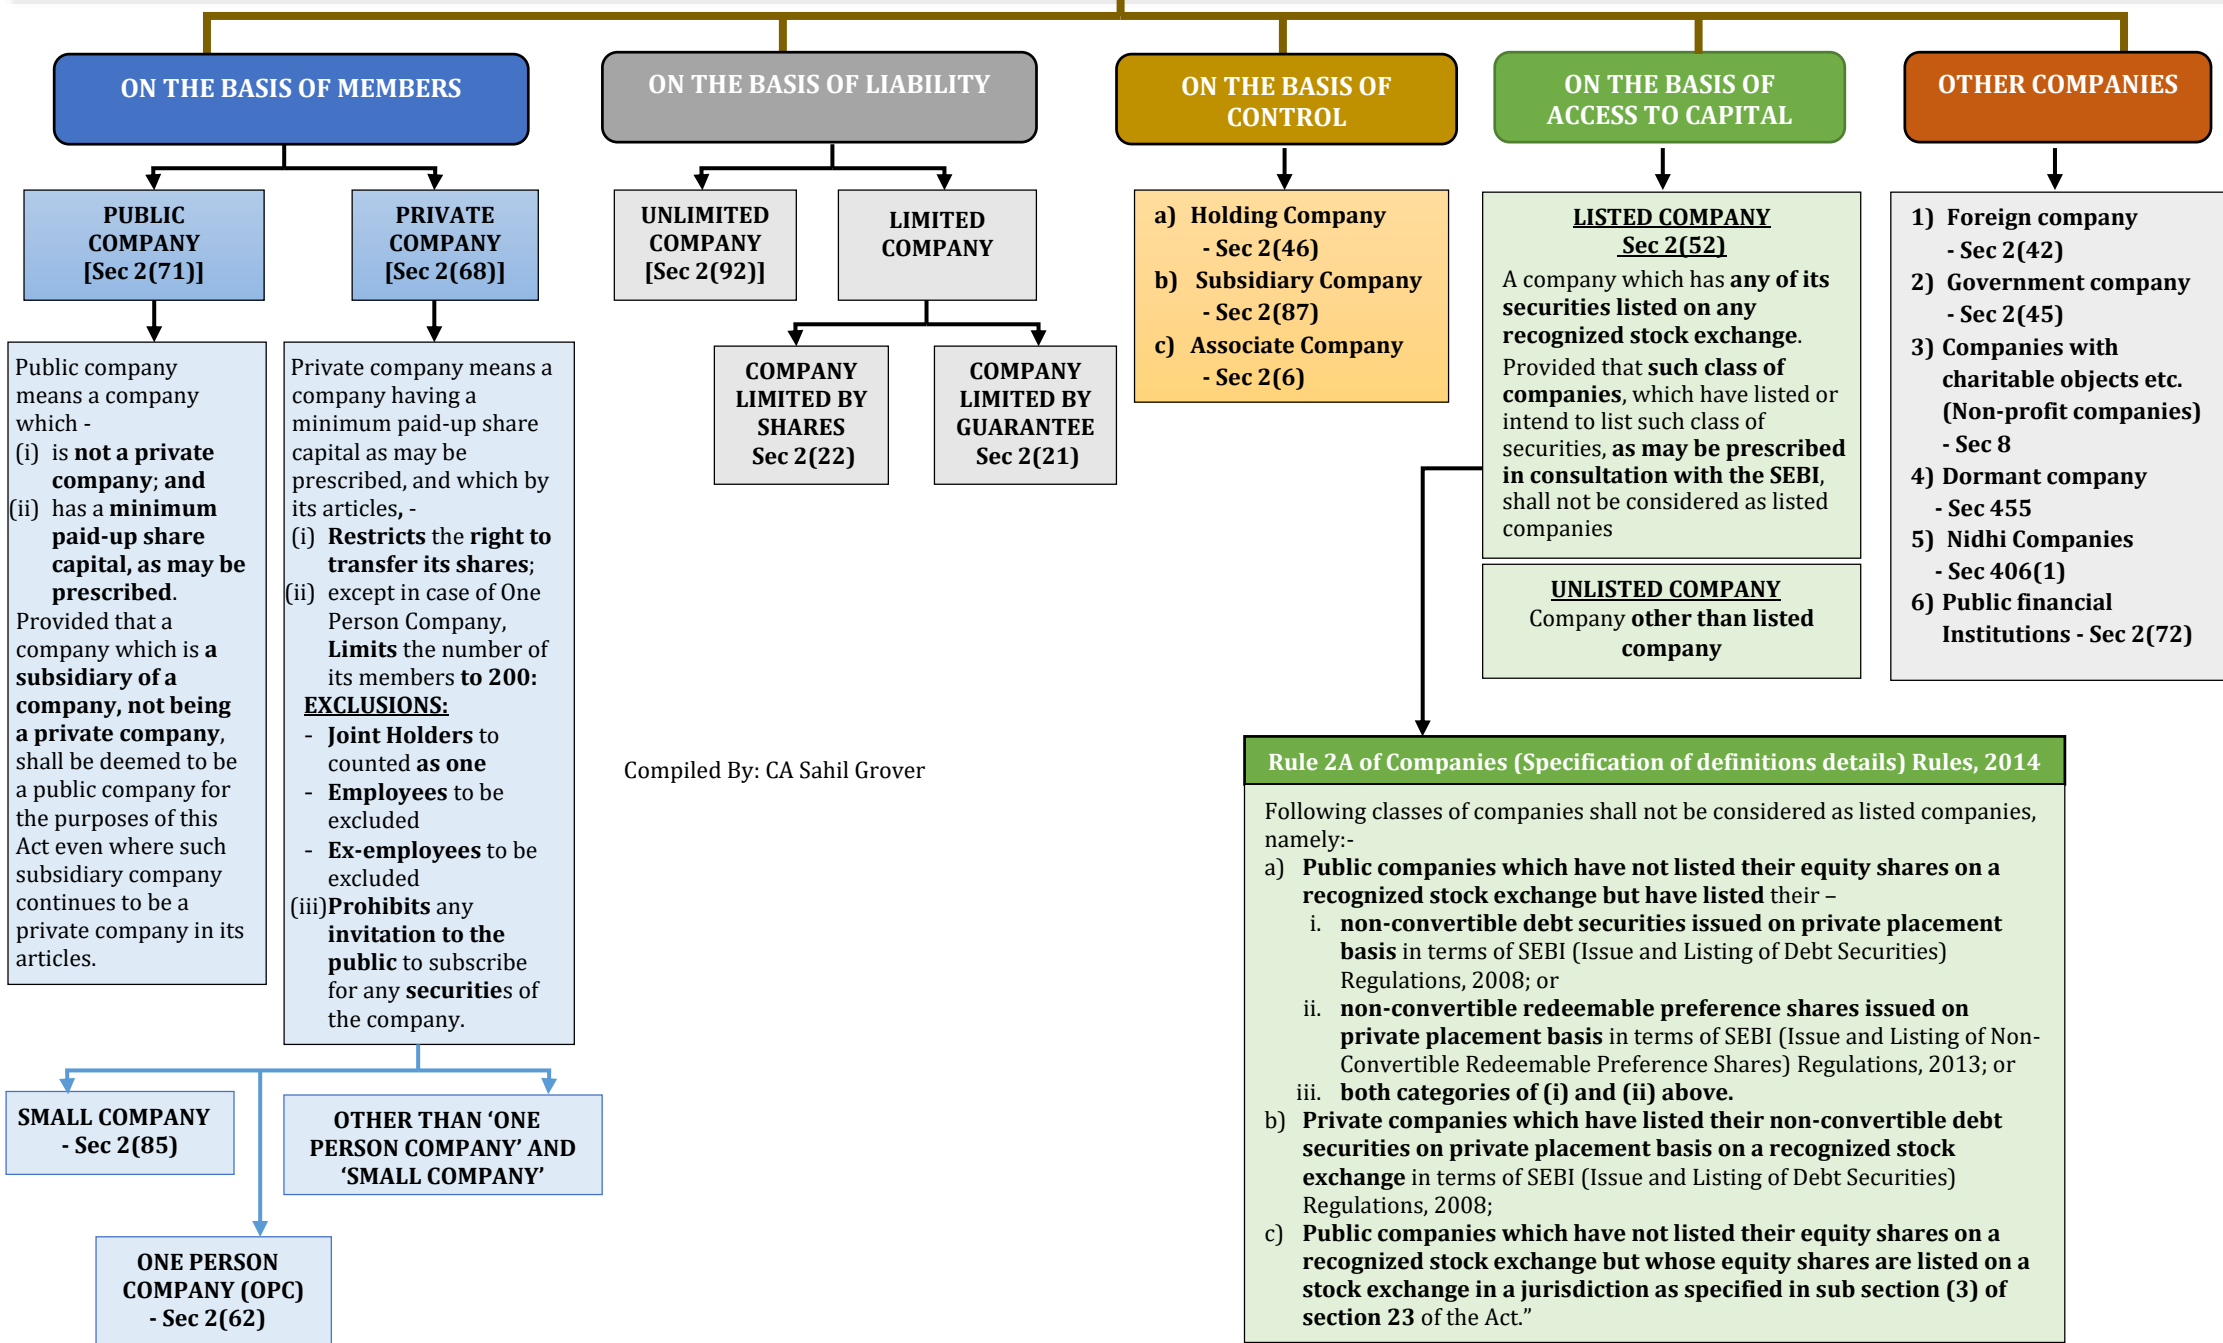 ON THE BASIS OF MEMBERS
PUBLIC
COMPANY
[Sec 2(71)]
Public company
means a company
which -
(i) is not a private
company; and
(ii) has a minimum
paid-up share
capital, as may be
prescribed.
Provided that a
company which is a
subsidiary of a
company, not being
a private company,
shall be deemed to be
a public company for
the purposes of this
Act even where such
subsidiary company
continues to be a
private company in its
articles.
PRIVATE
COMPANY
[Sec 2(68)]
Private company means a
company having a
minimum paid-up share
capital as may be
prescribed, and which by
its articles, -
(i) Restricts the right to
transfer its shares;
(ii) except in case of One
Person Company,
Limits the number of
its members to 200:
EXCLUSIONS:
- Joint Holders to
counted as one
- Employees to be
excluded
- Ex-employees to be
excluded
(iii)Prohibits any
invitation to the
public to subscribe
for any securities of
the company.
SMALL COMPANY
- Sec 2(85)
ONE PERSON
COMPANY (OPC)
- Sec 2(62)
OTHER THAN ‘ONE
PERSON COMPANY’ AND
‘SMALL COMPANY’
ON THE BASIS OF LIABILITY
UNLIMITED
COMPANY
[Sec 2(92)]
LIMITED
COMPANY
COMPANY
LIMITED BY
SHARES
Sec 2(22)
COMPANY
LIMITED BY
GUARANTEE
Sec 2(21)
Compiled By: CA Sahil Grover
ON THE BASIS OF
CONTROL
a) Holding Company
- Sec 2(46)
b) Subsidiary Company
- Sec 2(87)
c) Associate Company
- Sec 2(6)
ON THE BASIS OF
ACCESS TO CAPITAL
LISTED COMPANY
Sec 2(52)
A company which has any of its
securities listed on any
recognized stock exchange.
Provided that such class of
companies, which have listed or
intend to list such class of
securities, as may be prescribed
in consultation with the SEBI,
shall not be considered as listed
companies
UNLISTED COMPANY
Company other than listed
company
Rule 2A of Companies (Specification of definitions details) Rules, 2014
Following classes of companies shall not be considered as listed companies,
namely:-
a) Public companies which have not listed their equity shares on a
recognized stock exchange but have listed their –
i. non-convertible debt securities issued on private placement
basis in terms of SEBI (Issue and Listing of Debt Securities)
Regulations, 2008; or
ii. non-convertible redeemable preference shares issued on
private placement basis in terms of SEBI (Issue and Listing of Non-
Convertible Redeemable Preference Shares) Regulations, 2013; or
iii. both categories of (i) and (ii) above.
b) Private companies which have listed their non-convertible debt
securities on private placement basis on a recognized stock
exchange in terms of SEBI (Issue and Listing of Debt Securities)
Regulations, 2008;
c) Public companies which have not listed their equity shares on a
recognized stock exchange but whose equity shares are listed on a
stock exchange in a jurisdiction as specified in sub section (3) of
section 23 of the Act.”
OTHER COMPANIES
1) Foreign company
- Sec 2(42)
2) Government company
- Sec 2(45)
3) Companies with
charitable objects etc.
(Non-profit companies)
- Sec 8
4) Dormant company
- Sec 455
5) Nidhi Companies
- Sec 406(1)
6) Public financial
Institutions - Sec 2(72)